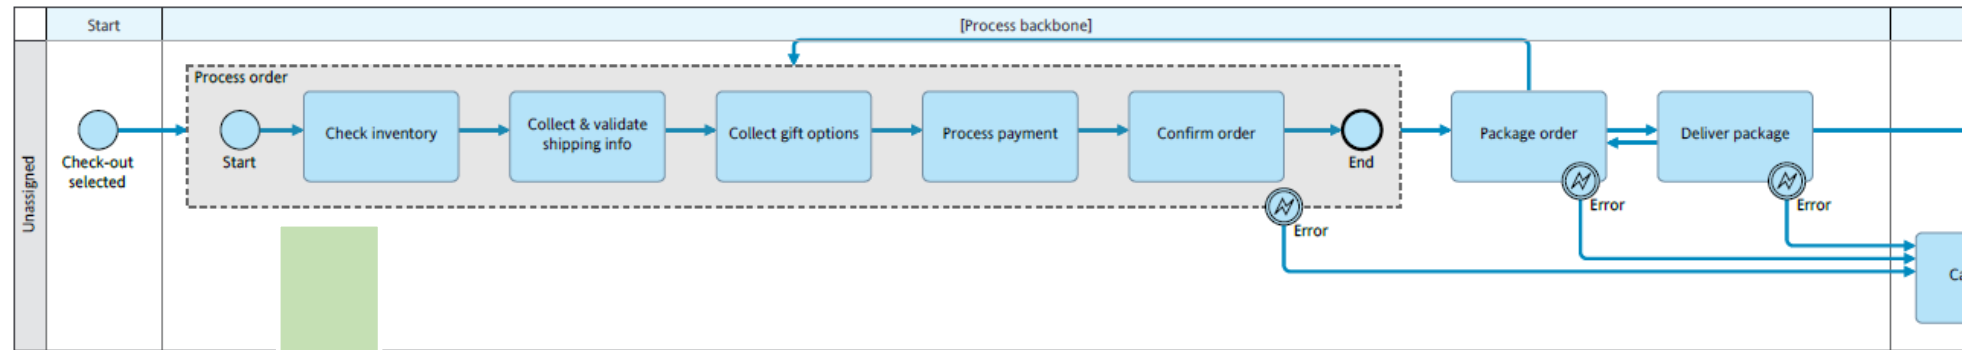 Start
[Process backbone]
Unassigned
Check-out
selected
Process order
Start
Check inventory
Collect & validate
shipping info
Collect gift options
Process payment
Confirm order
End
Error
Package order
Error
Deliver package
Error